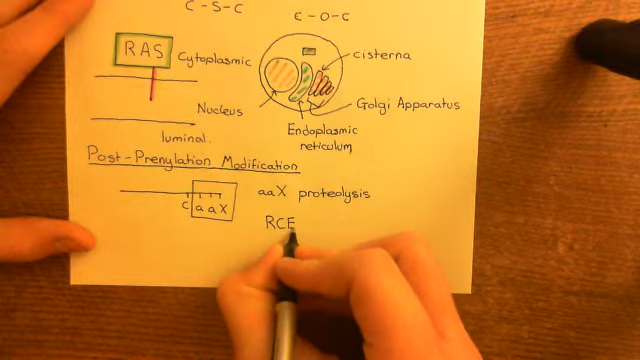 C-S-C
C-O-C
RAS
Cytoplasmic
cisterna
Nucleus
Golgi Apparatus
Endoplasmic
reticulum
luminal.
Post-Prenylation Modification
C a a X
aaX proteolysis
RCE